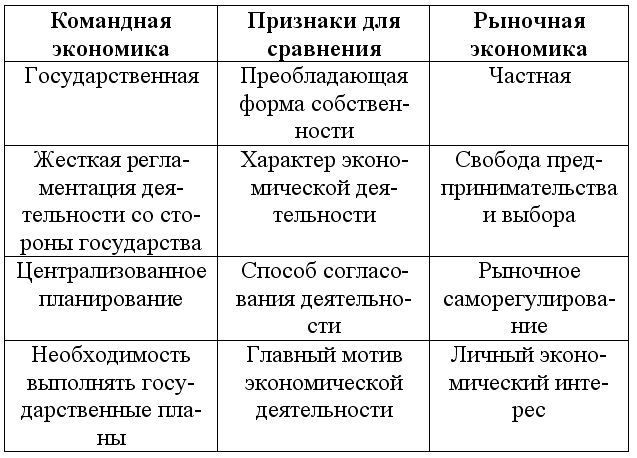 Командная
экономика
Признаки для
сравнения
Рыночная
экономика
Государственная
Преобладающая
форма собствен-
ности
Частная
Жесткая регла-
ментация дея-
тельности со сто-
роны государства
Характер эконо-
мической дея-
тельности
Свобода пред-
принимательства
и выбора
Централизованное
планирование
Способ согласо-
вания деятельно-
сти
Рыночное
саморегулирова-
ние
Необходимость
выполнять госу-
дарственные пла-
ны
Главный мотив
экономической
деятельности
Личный эконо-
мический инте-
рес